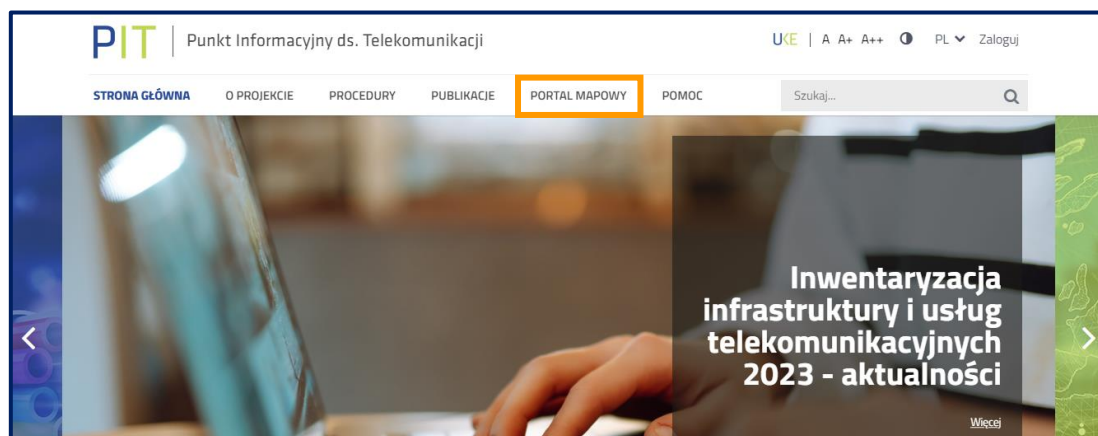 PIT | Punkt Informacyjny ds. Telekomunikacji
UKE | A A+ A++ PL Zaloguj
STRONA GŁÓWNA O PROJEKCIE PROCEDURY PUBLIKACJE PORTAL MAPOWY POMOC Szukaj...
Inwentaryzacja
infrastruktury i usług
telekomunikacyjnych
2023 - aktualności
Więcej